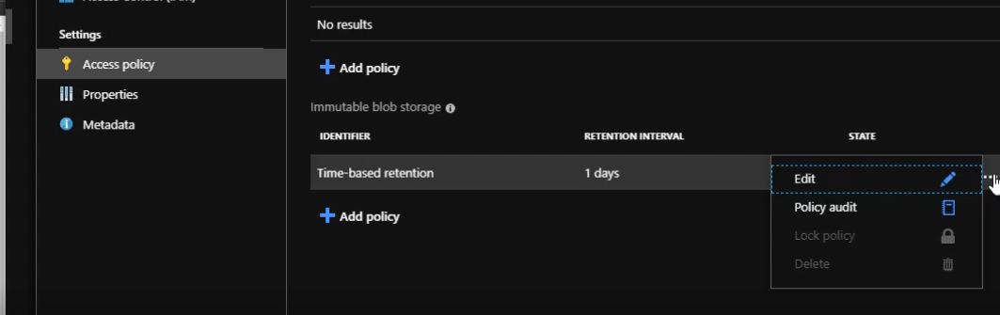 Settings
No results
Access policy
Add policy
Properties
Immutable blob storage
Metadata
IDENTIFIER RETENTION INTERVAL STATE
Time-based retention 1 days
Edit
Policy audit
Add policy
Lock policy
Delete